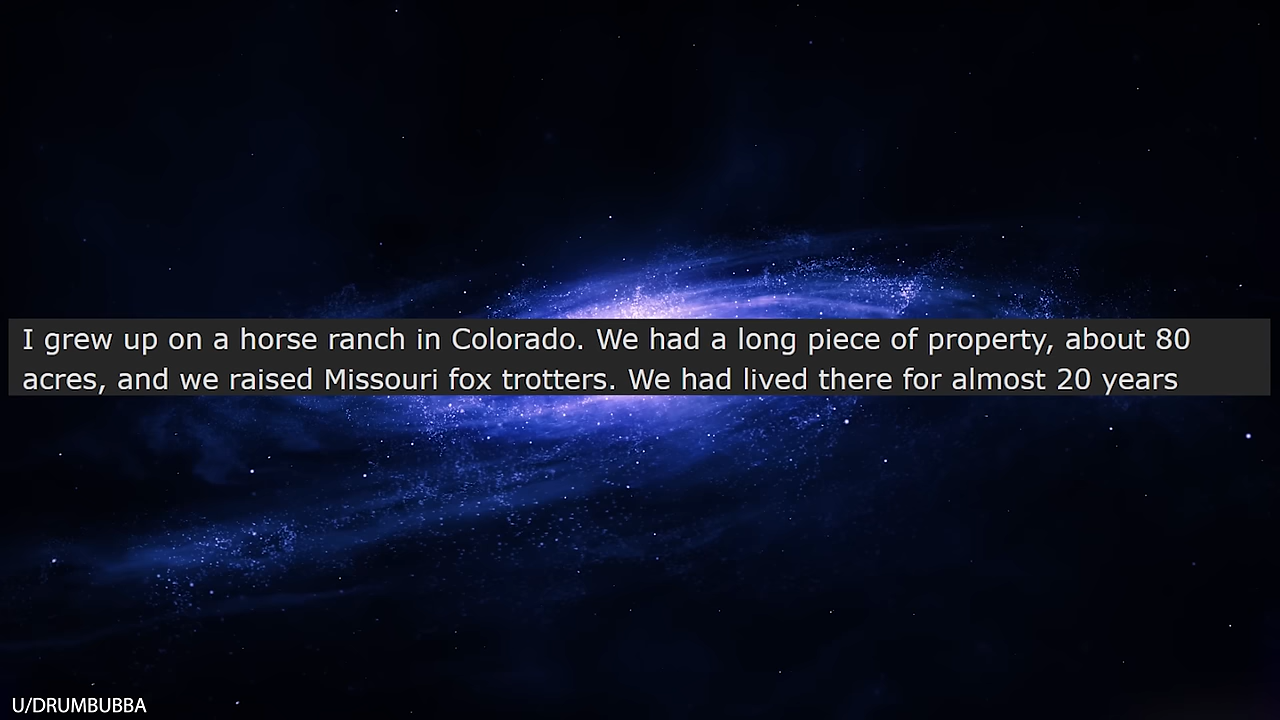 I grew up on a horse ranch in Colorado. We had a long piece of property, about 80
acres, and we raised Missouri fox trotters. We had lived there for almost 20 years
U/DRUMBUBBA